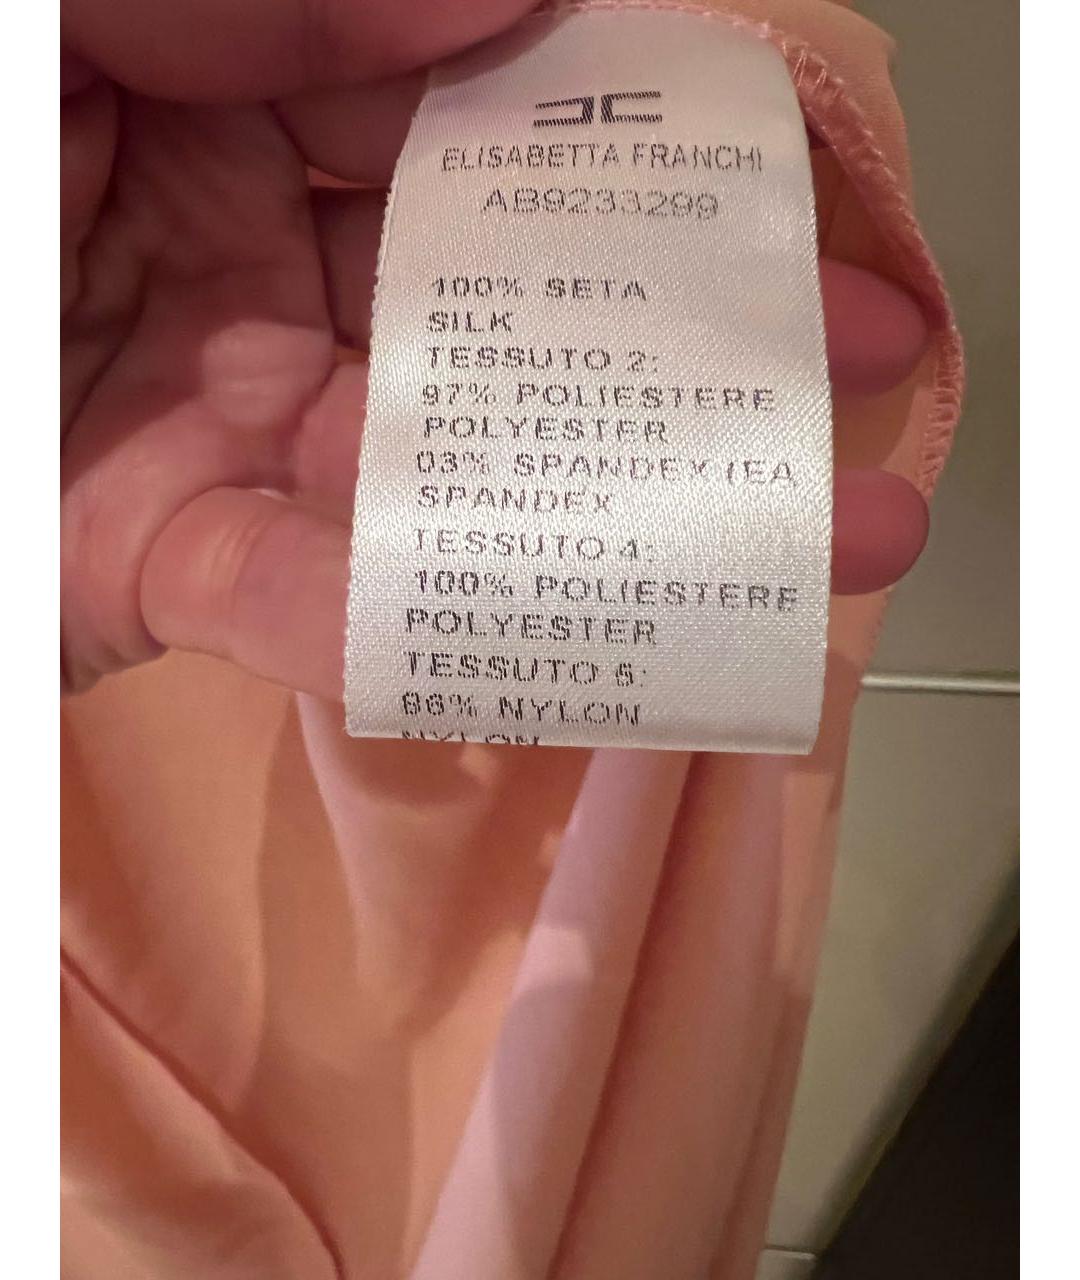 ELISABETTA FRANCHI
AB9233299
100% SETA
SILK
TESSUTO 2:
97% POLIESTERE
POLYESTER
03% SPANDEX (EA
SPANDEX
TESSUTO 4:
100% POLIESTERE
POLYESTER
TESSUTO 5:
86% NYLON
NYLON